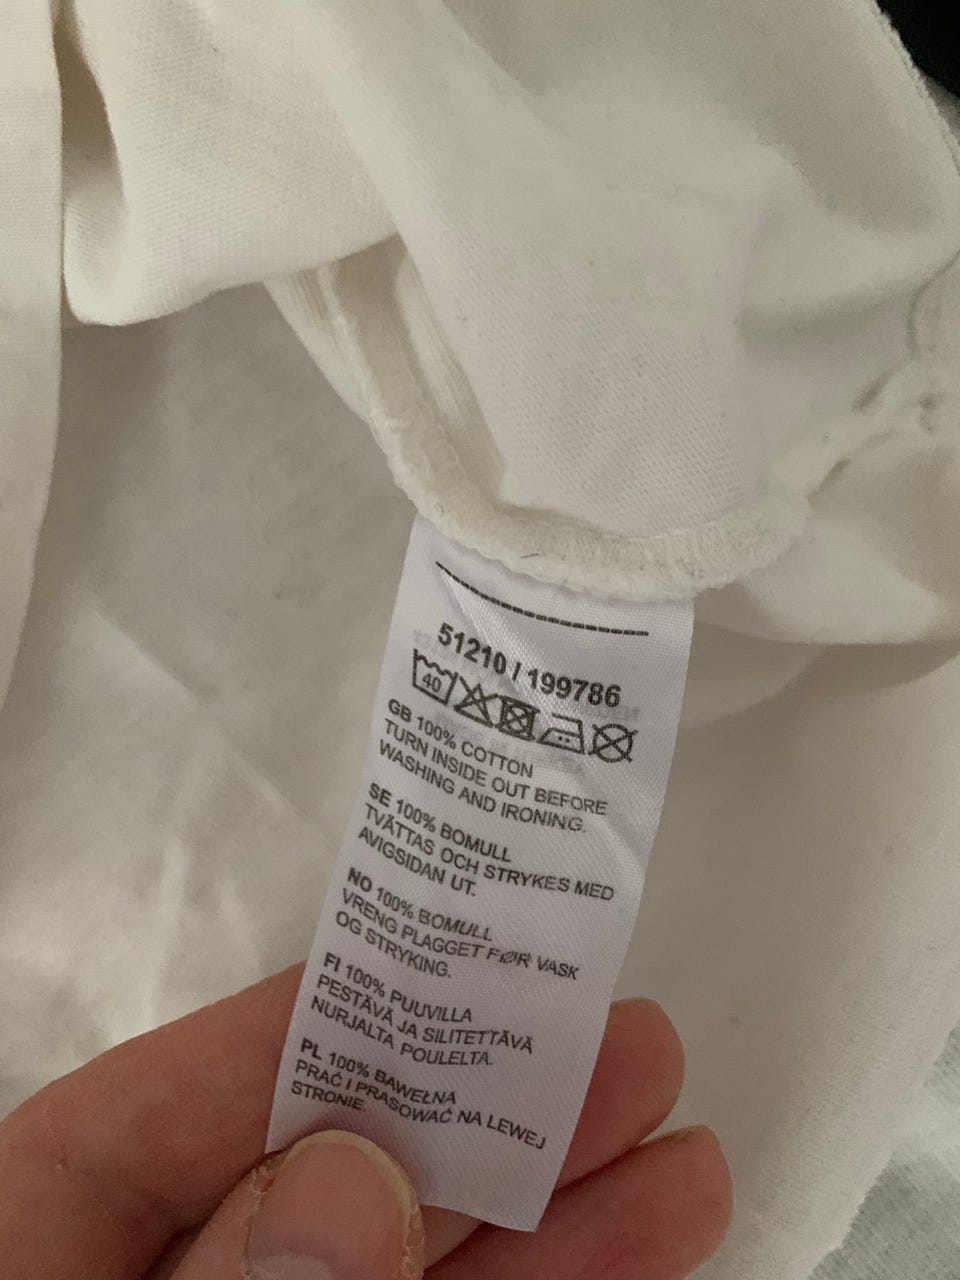 51210 / 199786
40
GB 100% COTTON
TURN INSIDE OUT BEFORE
WASHING AND IRONING.
SE 100% BOMULL
TVÄTTAS OCH STRYKES MED
AVIGSIDAN UT.
NO 100% BOMULL
VRENG PLAGGET FØR VASK
OG STRYKING.
FI 100% PUUVILLA
PESTÄVÄ JA SILITETTÄVÄ
NURJALTA POULELTA.
PL 100% BAWEŁNA
PRAĆ I PRASOWAĆ NA LEWEJ
STRONIE.